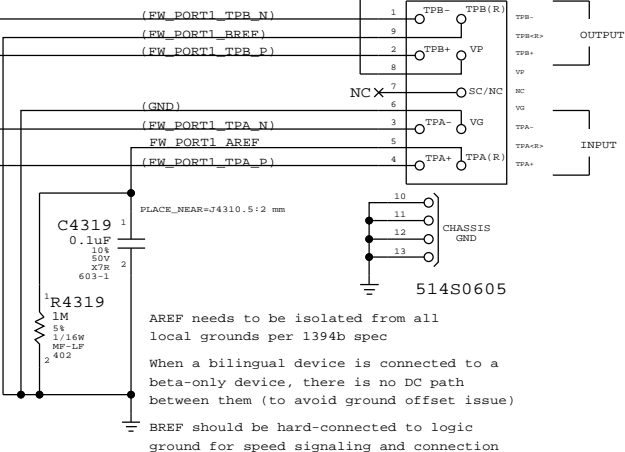 (FW_PORT1_TPB_N) 1 TPB- TPB(R) TPB-
(FW_PORT1_BREF) 9 TPB<R> OUTPUT
(FW_PORT1_TPB_P) 2 TPB+ VP TPB+
8 VP
NC 7 SC/NC NC
(GND) 6 VG
(FW_PORT1_TPA_N) 3 TPA- VG TPA-
FW_PORT1_AREF 5 TPA<R> INPUT
(FW_PORT1_TPA_P) 4 TPA+ TPA(R) TPA+
10
11
12
13
CHASSIS
GND
514S0605
PLACE_NEAR=J4310.5:2 mm
C4319 1
0.1uF
10%
50V
X7R 2
603-1
1 R4319
1M
5%
1/16W
MF-LF
2 402
AREF needs to be isolated from all
local grounds per 1394b spec
When a bilingual device is connected to a
beta-only device, there is no DC path
between them (to avoid ground offset issue)
BREF should be hard-connected to logic
ground for speed signaling and connection